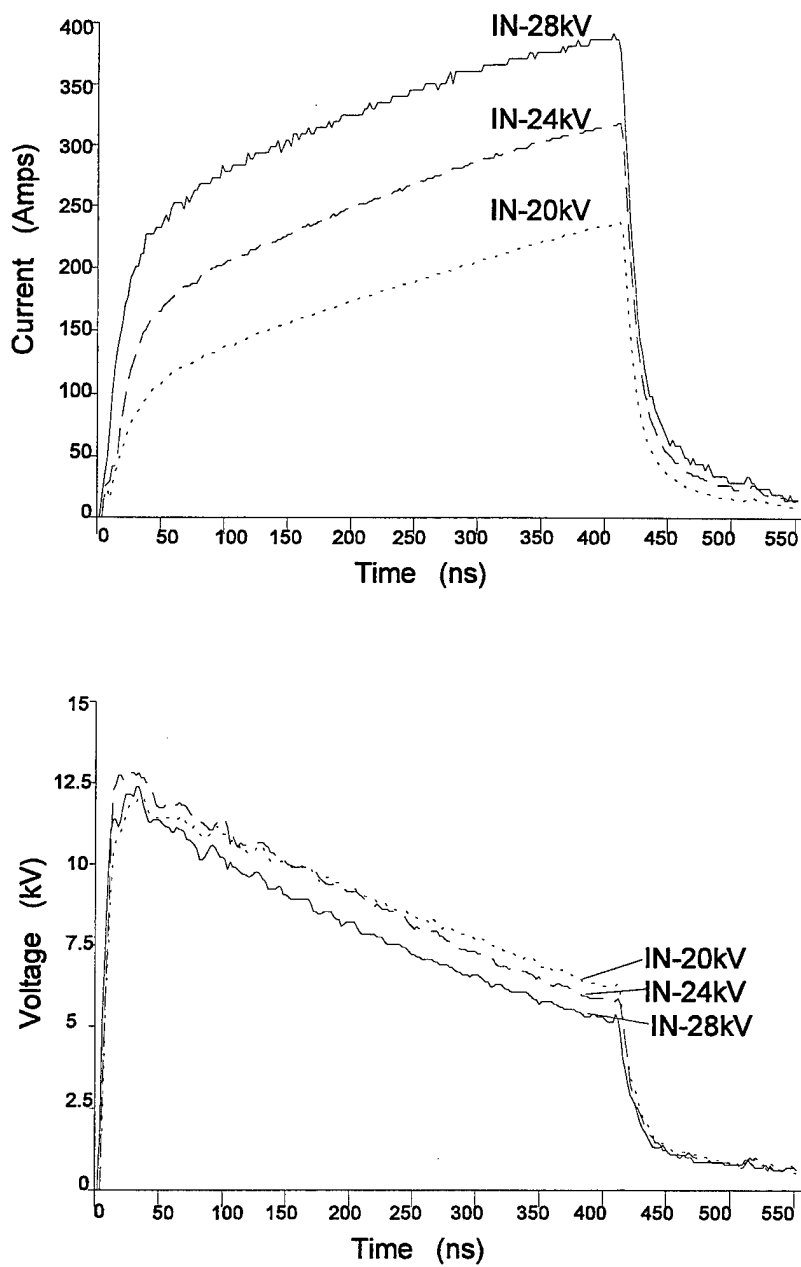 400
350
300
250
200
150
100
50
0
Current (Amps)
IN-28kV
IN-24kV
IN-20kV
0 50 100 150 200 250 300 350 400 450 500 550
Time (ns)
15
12.5
10
7.5
5
2.5
0
Voltage (kV)
IN-20kV
IN-24kV
IN-28kV
0 50 100 150 200 250 300 350 400 450 500 550
Time (ns)